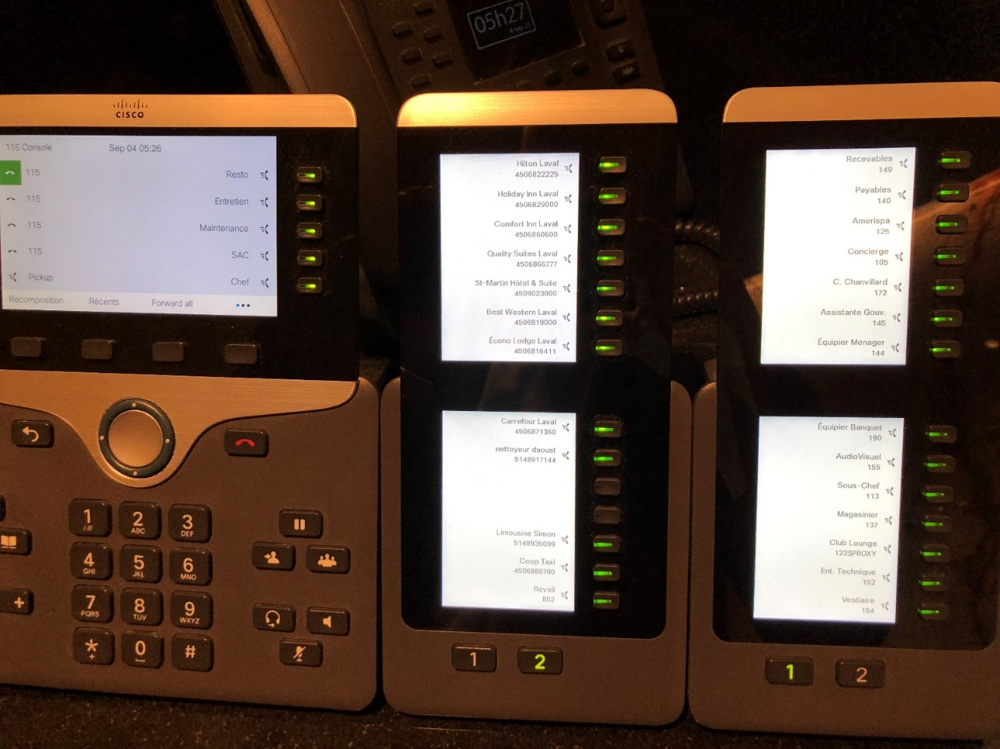 05h27
CISCO
115 Console
Sep 04 05:26
115
Resto
115
Entretien
115
Maintenance
115
SAC
Pickup
Chef
Recomposition
Récents
Forward all
1
2
ABC
3
DEF
4
GHI
5
JKL
6
MNO
7
PQRS
8
TUV
9
WXYZ
*
+
0
#
+
Hilton Laval
4506822225
Holiday Inn Laval
4506829000
Comfort Inn Laval
4506860600
Quality Suites Laval
4506866777
St-Martin Hôtel & Suite
4509023000
Best Western Laval
4506819000
Écono Lodge Laval
4506816411
Carrefour Laval
4506871360
nettoyeur daoust
5148917144
Limousine Simon
5148935099
Coop Taxi
4506888700
Réveil
852
1
2
Recevables
149
Payables
140
Amerispa
125
Concierge
105
C. Chanvillard
172
Assistante Gouv.
145
Équipier Ménager
144
Équipier Banquet
190
AudioVisuel
155
Sous-Chef
113
Magasinier
137
Club Lounge
122$PROXY
Ent. Technique
152
Vestiaire
154
1
2